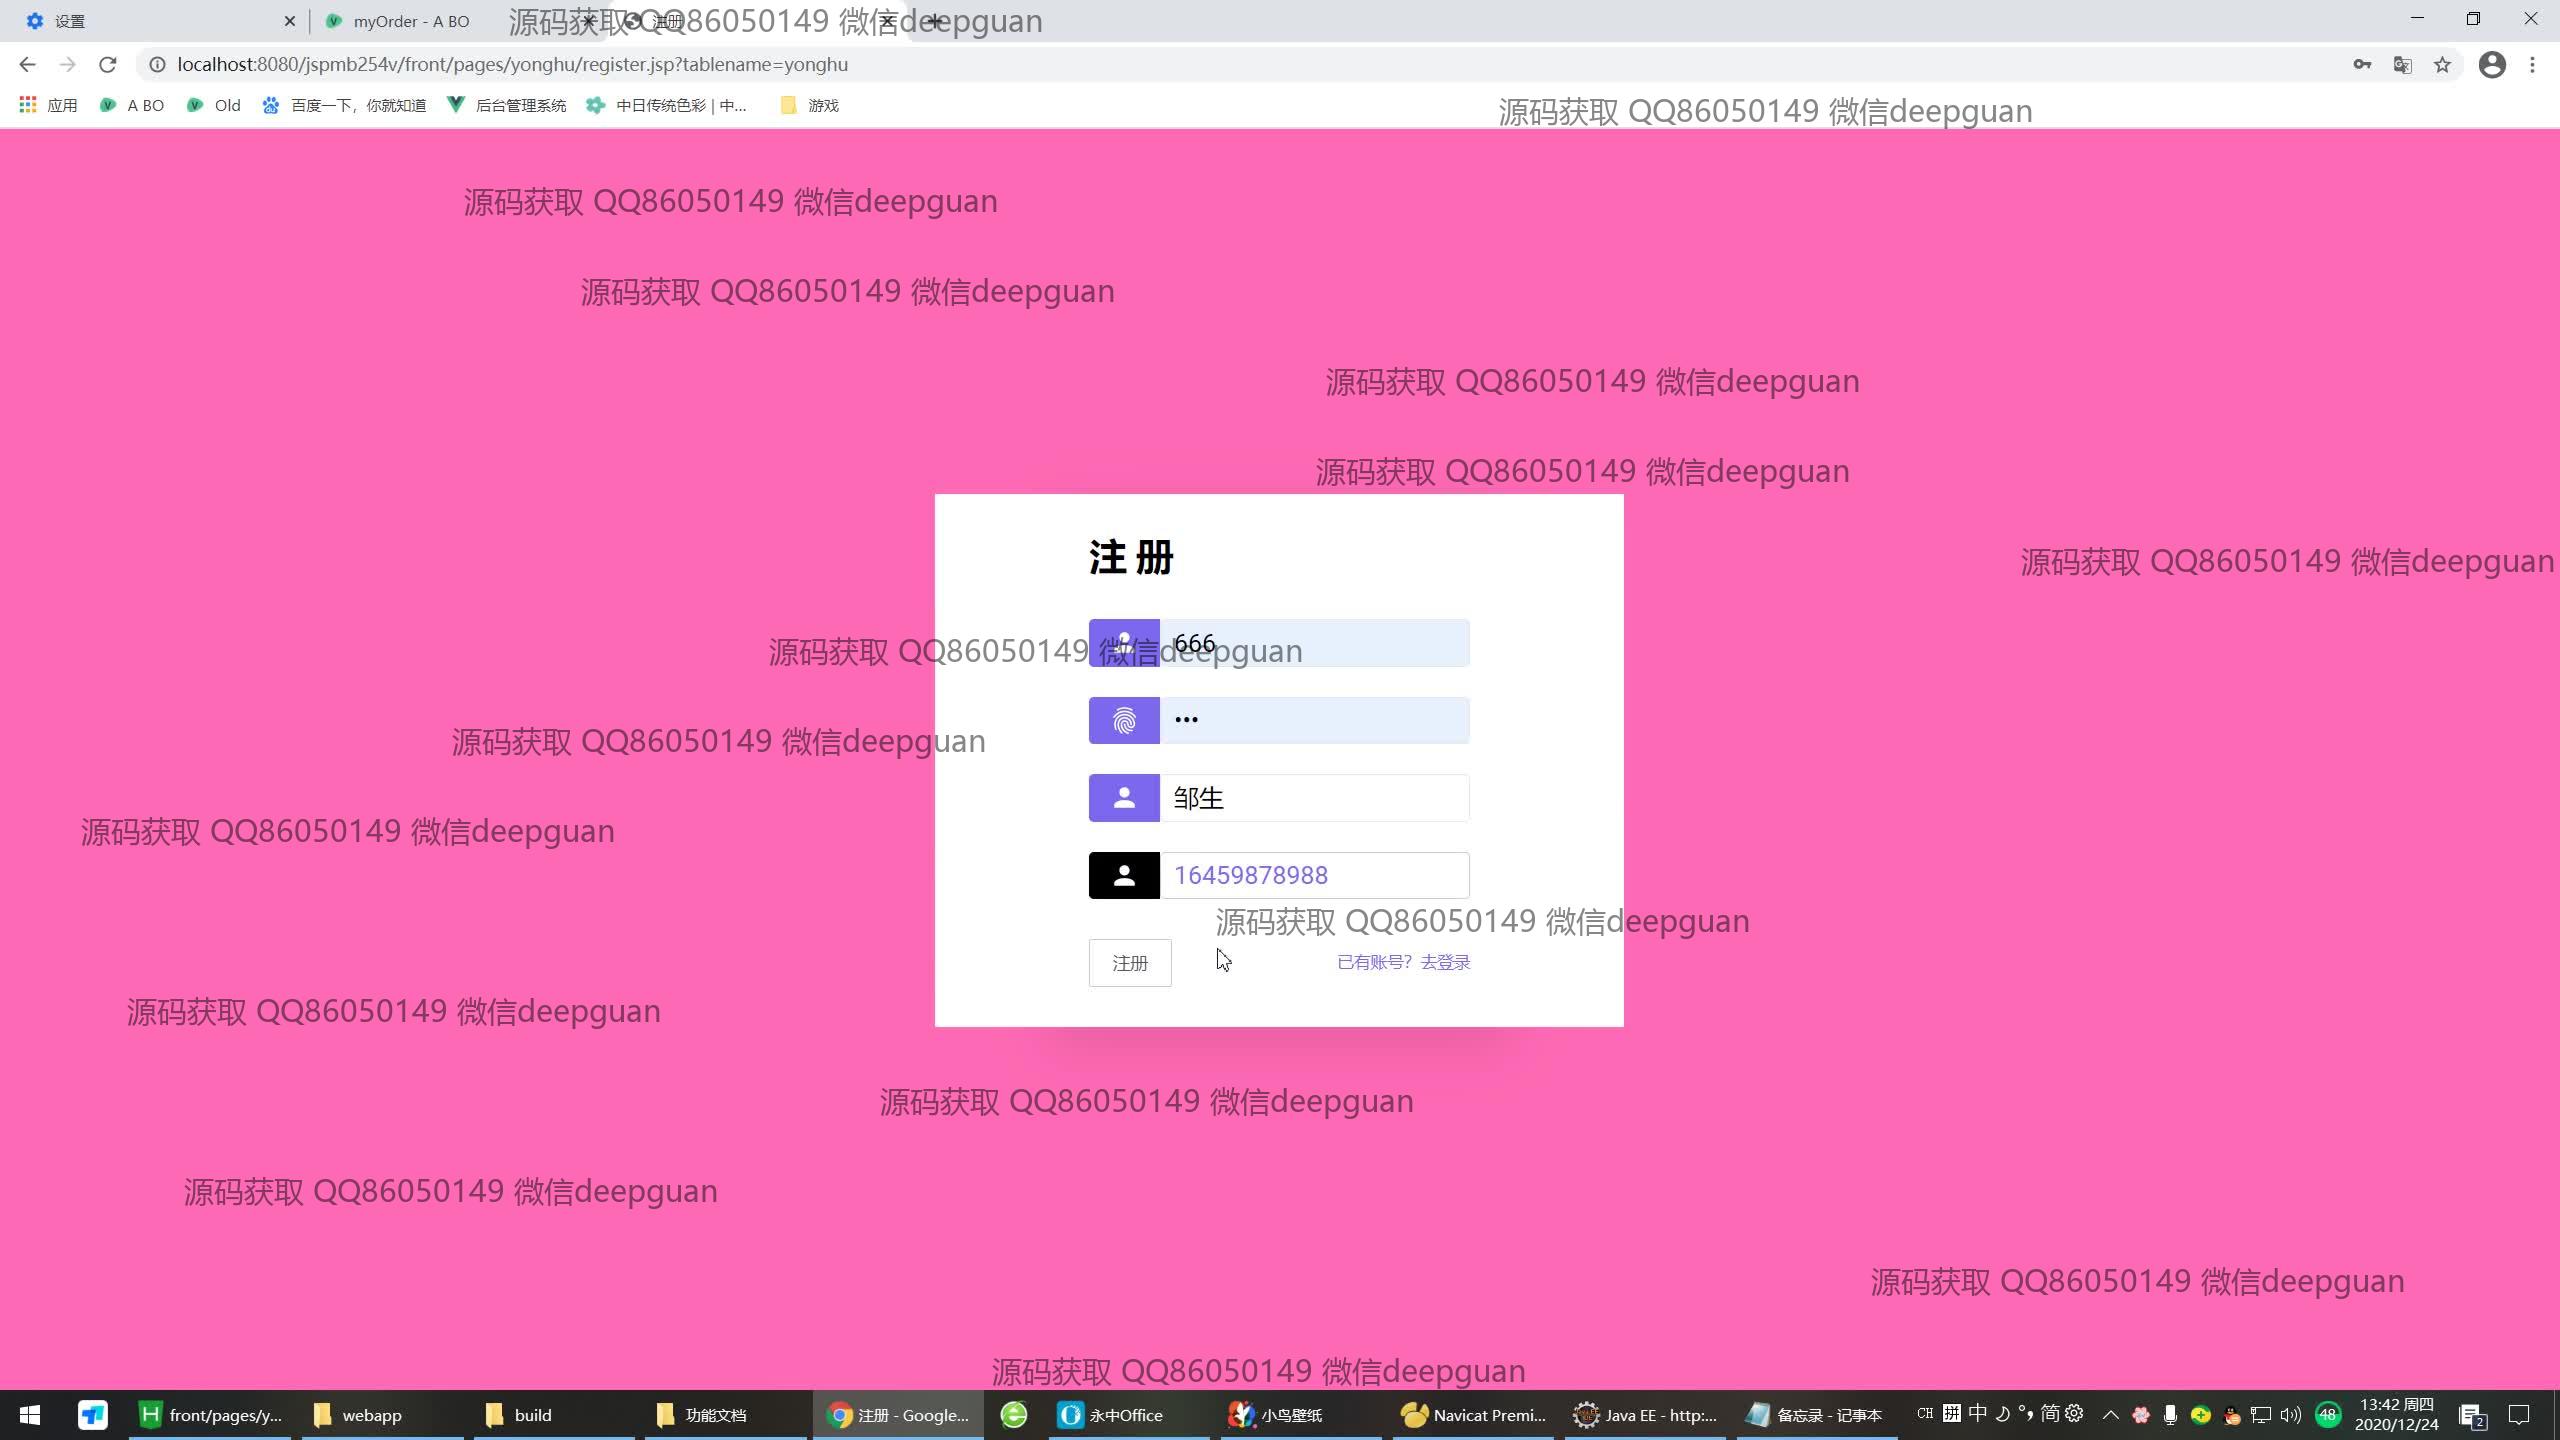 设置
myOrder - A BO
注册
源码获取 QQ86050149 微信deepguan
localhost:8080/jspmb254v/front/pages/yonghu/register.jsp?tablename=yonghu
应用
A BO
Old
百度一下，你就知道
后台管理系统
中日传统色彩 | 中...
游戏
源码获取 QQ86050149 微信deepguan
源码获取 QQ86050149 微信deepguan
源码获取 QQ86050149 微信deepguan
源码获取 QQ86050149 微信deepguan
源码获取 QQ86050149 微信deepguan
注 册
源码获取 QQ86050149 微信deepguan
666
源码获取 QQ86050149 微信deepguan
•••
源码获取 QQ86050149 微信deepguan
邹生
源码获取 QQ86050149 微信deepguan
16459878988
源码获取 QQ86050149 微信deepguan
注册
已有账号？去登录
源码获取 QQ86050149 微信deepguan
源码获取 QQ86050149 微信deepguan
源码获取 QQ86050149 微信deepguan
源码获取 QQ86050149 微信deepguan
源码获取 QQ86050149 微信deepguan
front/pages/y...
webapp
build
功能文档
注册 - Google...
永中Office
小鸟壁纸
Navicat Premi...
Java EE - http:...
备忘录 - 记事本
CH 拼 中 简
48
13:42 周四
2020/12/24
2